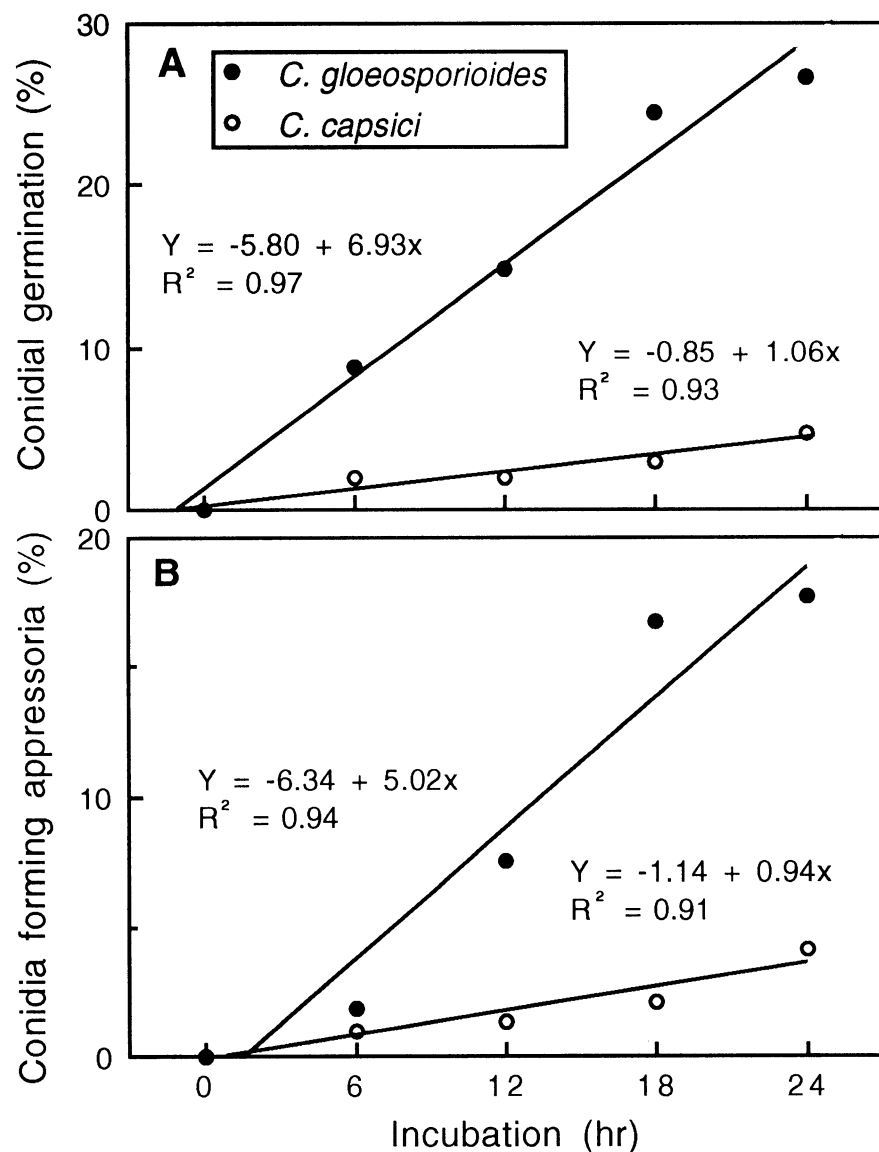 30
A
C. gloeosporioides
C. capsici
20
Y = -5.80 + 6.93x
R² = 0.97
Y = -0.85 + 1.06x
R² = 0.93
10
0
Conidial germination (%)
20
B
Y = -6.34 + 5.02x
R² = 0.94
10
Y = -1.14 + 0.94x
R² = 0.91
0
Conidia forming appressoria (%)
0 6 12 18 24
Incubation (hr)